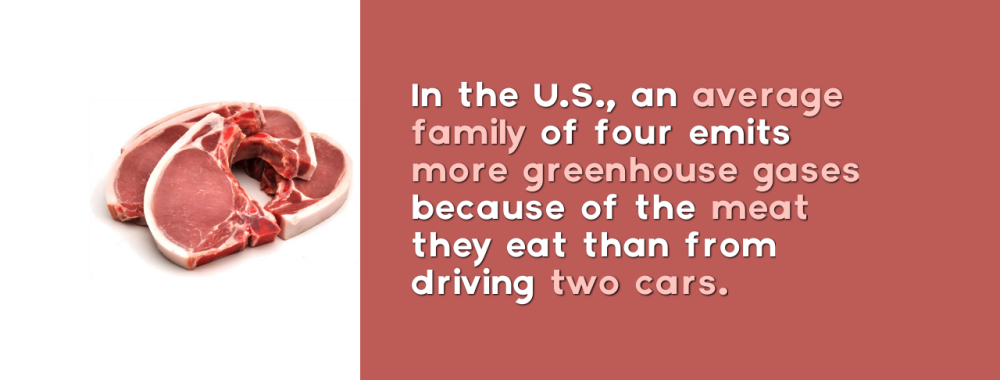 In the U.S., an average
family of four emits
more greenhouse gases
because of the meat
they eat than from
driving two cars.